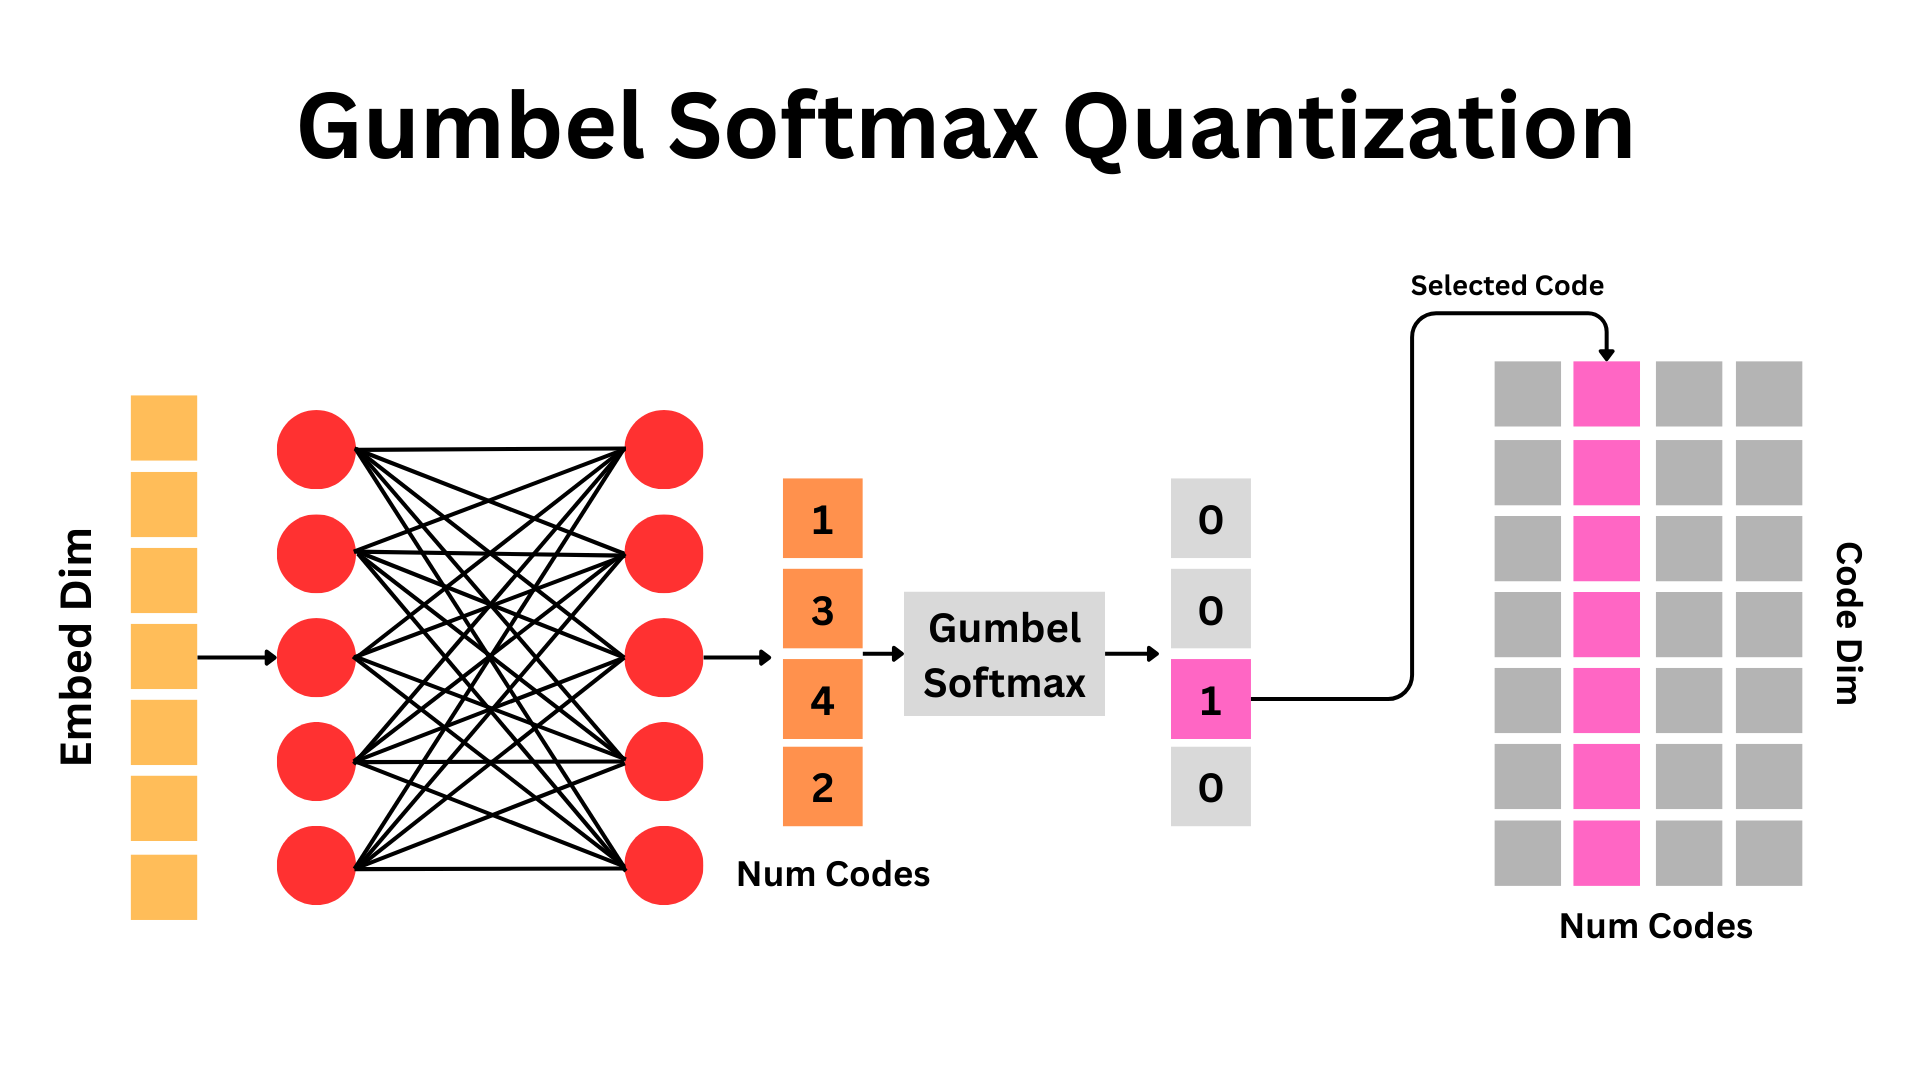 Gumbel Softmax Quantization
Selected Code
Embed Dim
1
3
4
2
Num Codes
Gumbel
Softmax
0
0
1
0
Code Dim
Num Codes